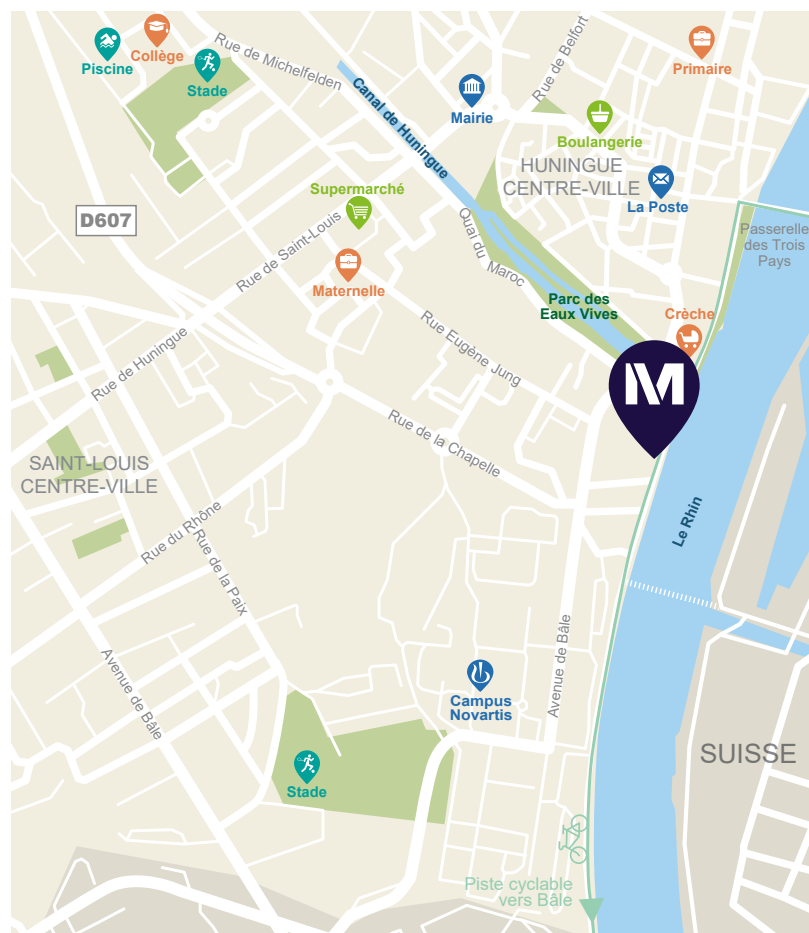 Rue de Michelfelden
Collège
Piscine
Stade
Canal de Huningue
Mairie
Rue de Belfort
Primaire
Boulangerie
HUNINGUE
CENTRE-VILLE
La Poste
Supermarché
D607
Rue de Saint-Louis
Quai du Maroc
Passerelle
des Trois
Pays
Maternelle
Parc des
Eaux Vives
Crèche
Rue de Huningue
Rue Eugène Jung
M
Rue de la Chapelle
SAINT-LOUIS
CENTRE-VILLE
Rue du Rhône
Rue de la Paix
Le Rhin
Avenue de Bâle
Avenue de Bâle
Campus
Novartis
SUISSE
Stade
Piste cyclable
vers Bâle